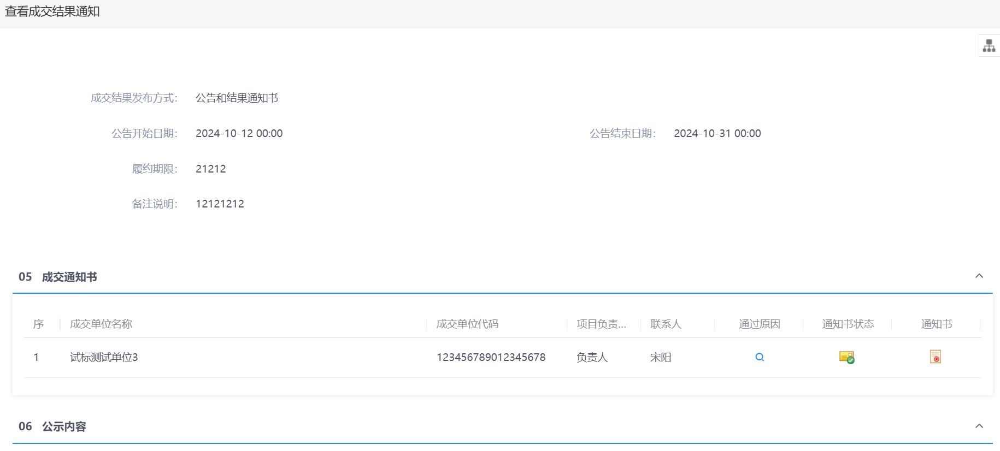 查看成交结果通知
成交结果发布方式： 公告和结果通知书
公告开始日期： 2024-10-12 00:00 公告结束日期： 2024-10-31 00:00
履约期限： 21212
备注说明： 12121212
05 成交通知书
序 成交单位名称 成交单位代码 项目负责... 联系人 通过原因 通知书状态 通知书
1 试标测试单位3 123456789012345678 负责人 宋阳
06 公示内容